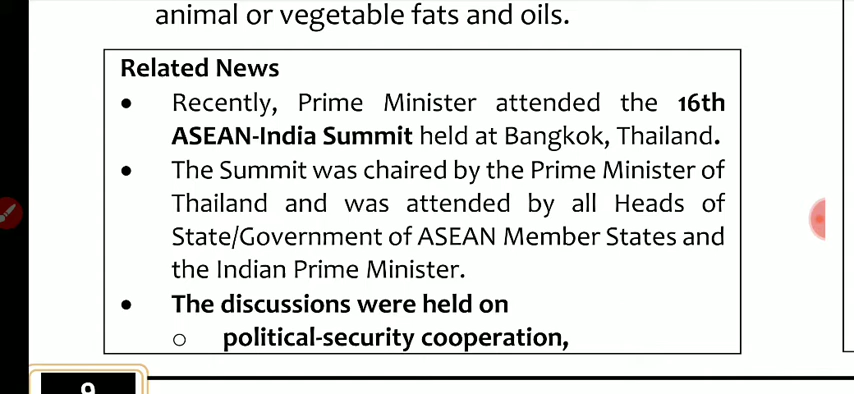 animal or vegetable fats and oils.
Related News
• Recently, Prime Minister attended the 16th
ASEAN-India Summit held at Bangkok, Thailand.
• The Summit was chaired by the Prime Minister of
Thailand and was attended by all Heads of
State/Government of ASEAN Member States and
the Indian Prime Minister.
• The discussions were held on
o political-security cooperation,
9